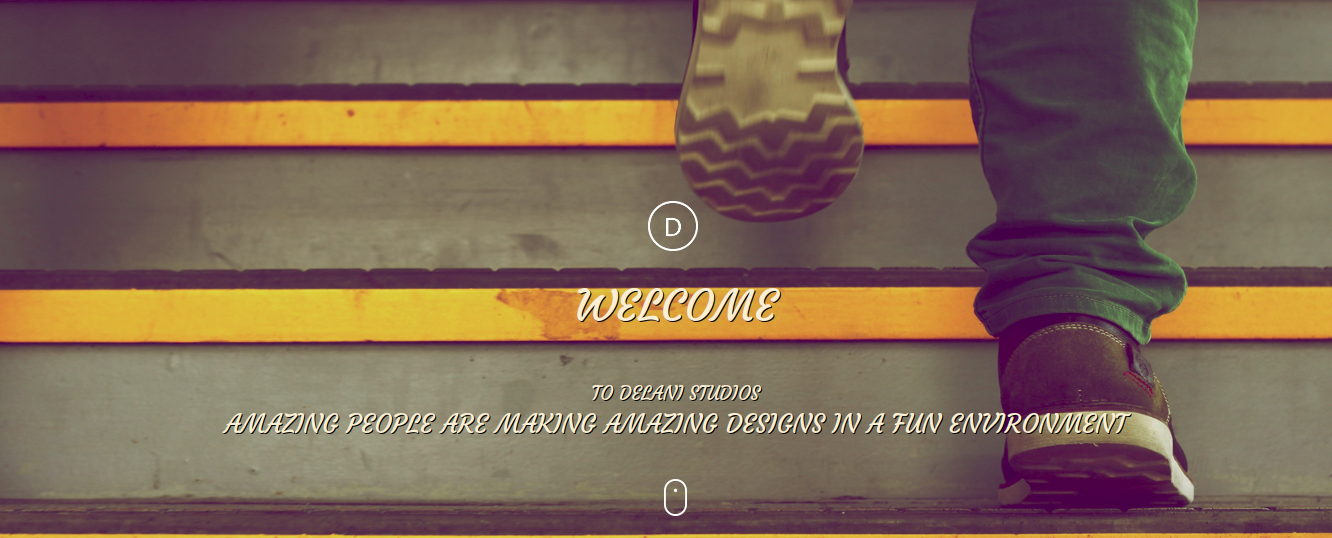 D
WELCOME
TO DELANI STUDIOS
AMAZING PEOPLE ARE MAKING AMAZING DESIGNS IN A FUN ENVIRONMENT